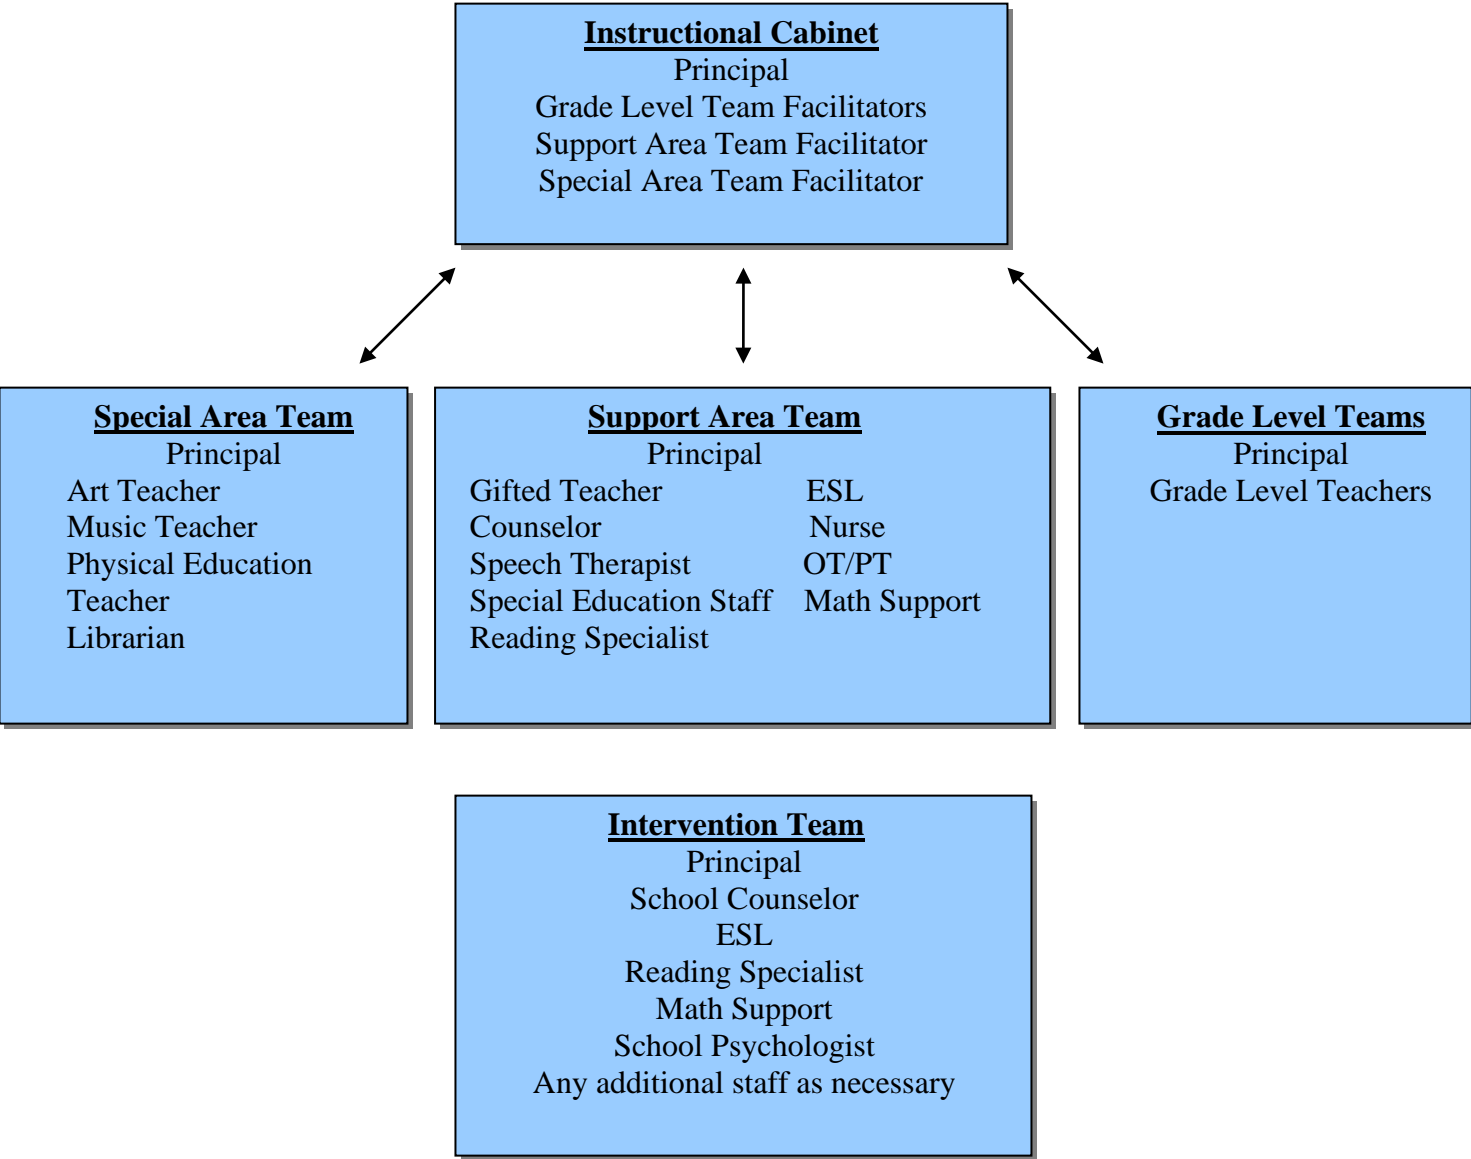 Instructional Cabinet
Principal
Grade Level Team Facilitators
Support Area Team Facilitator
Special Area Team Facilitator
Special Area Team
Principal
Art Teacher
Music Teacher
Physical Education
Teacher
Librarian
Support Area Team
Principal
Gifted Teacher ESL
Counselor Nurse
Speech Therapist OT/PT
Special Education Staff Math Support
Reading Specialist
Grade Level Teams
Principal
Grade Level Teachers
Intervention Team
Principal
School Counselor
ESL
Reading Specialist
Math Support
School Psychologist
Any additional staff as necessary